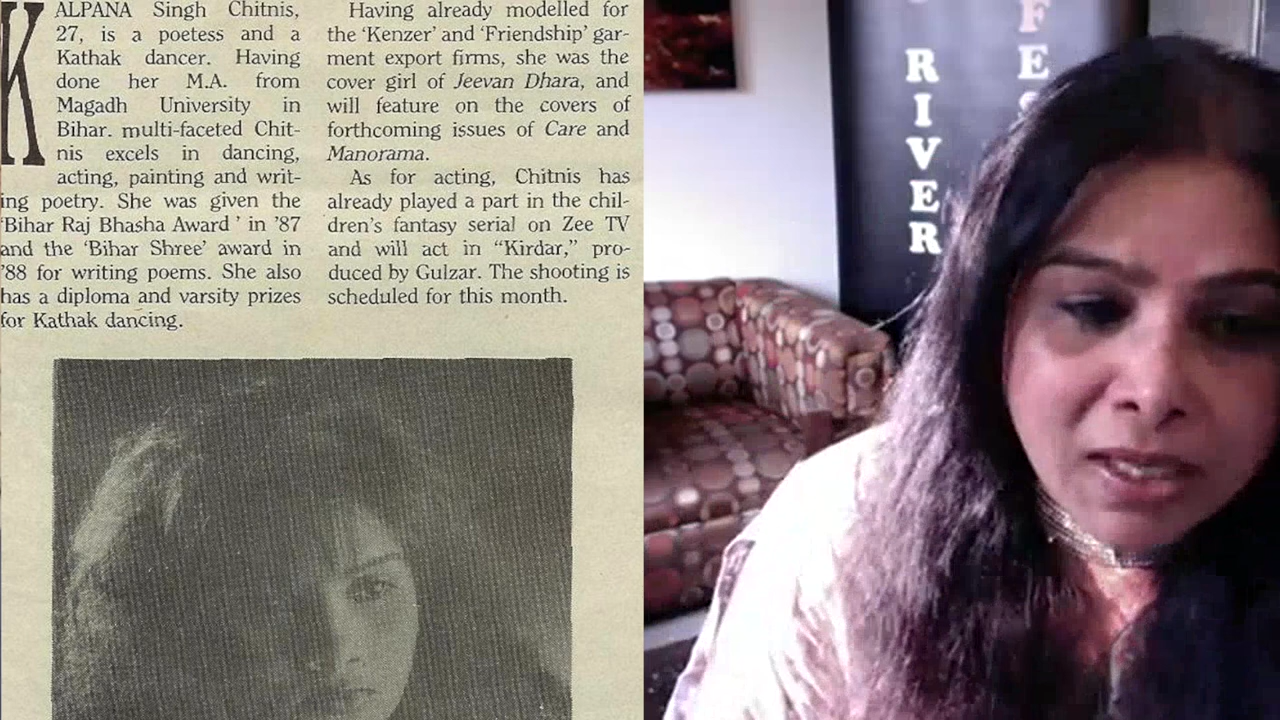 KALPANA Singh Chitnis,
27, is a poetess and a
Kathak dancer. Having
done her M.A. from
Magadh University in
Bihar. multi-faceted Chit-
nis excels in dancing,
acting, painting and writ-
ing poetry. She was given the
'Bihar Raj Bhasha Award ' in '87
and the 'Bihar Shree' award in
'88 for writing poems. She also
has a diploma and varsity prizes
for Kathak dancing.
Having already modelled for
the 'Kenzer' and 'Friendship' gar-
ment export firms, she was the
cover girl of Jeevan Dhara, and
will feature on the covers of
forthcoming issues of Care and
Manorama.
As for acting, Chitnis has
already played a part in the chil-
dren's fantasy serial on Zee TV
and will act in "Kirdar," pro-
duced by Gulzar. The shooting is
scheduled for this month.
RIVER
FES